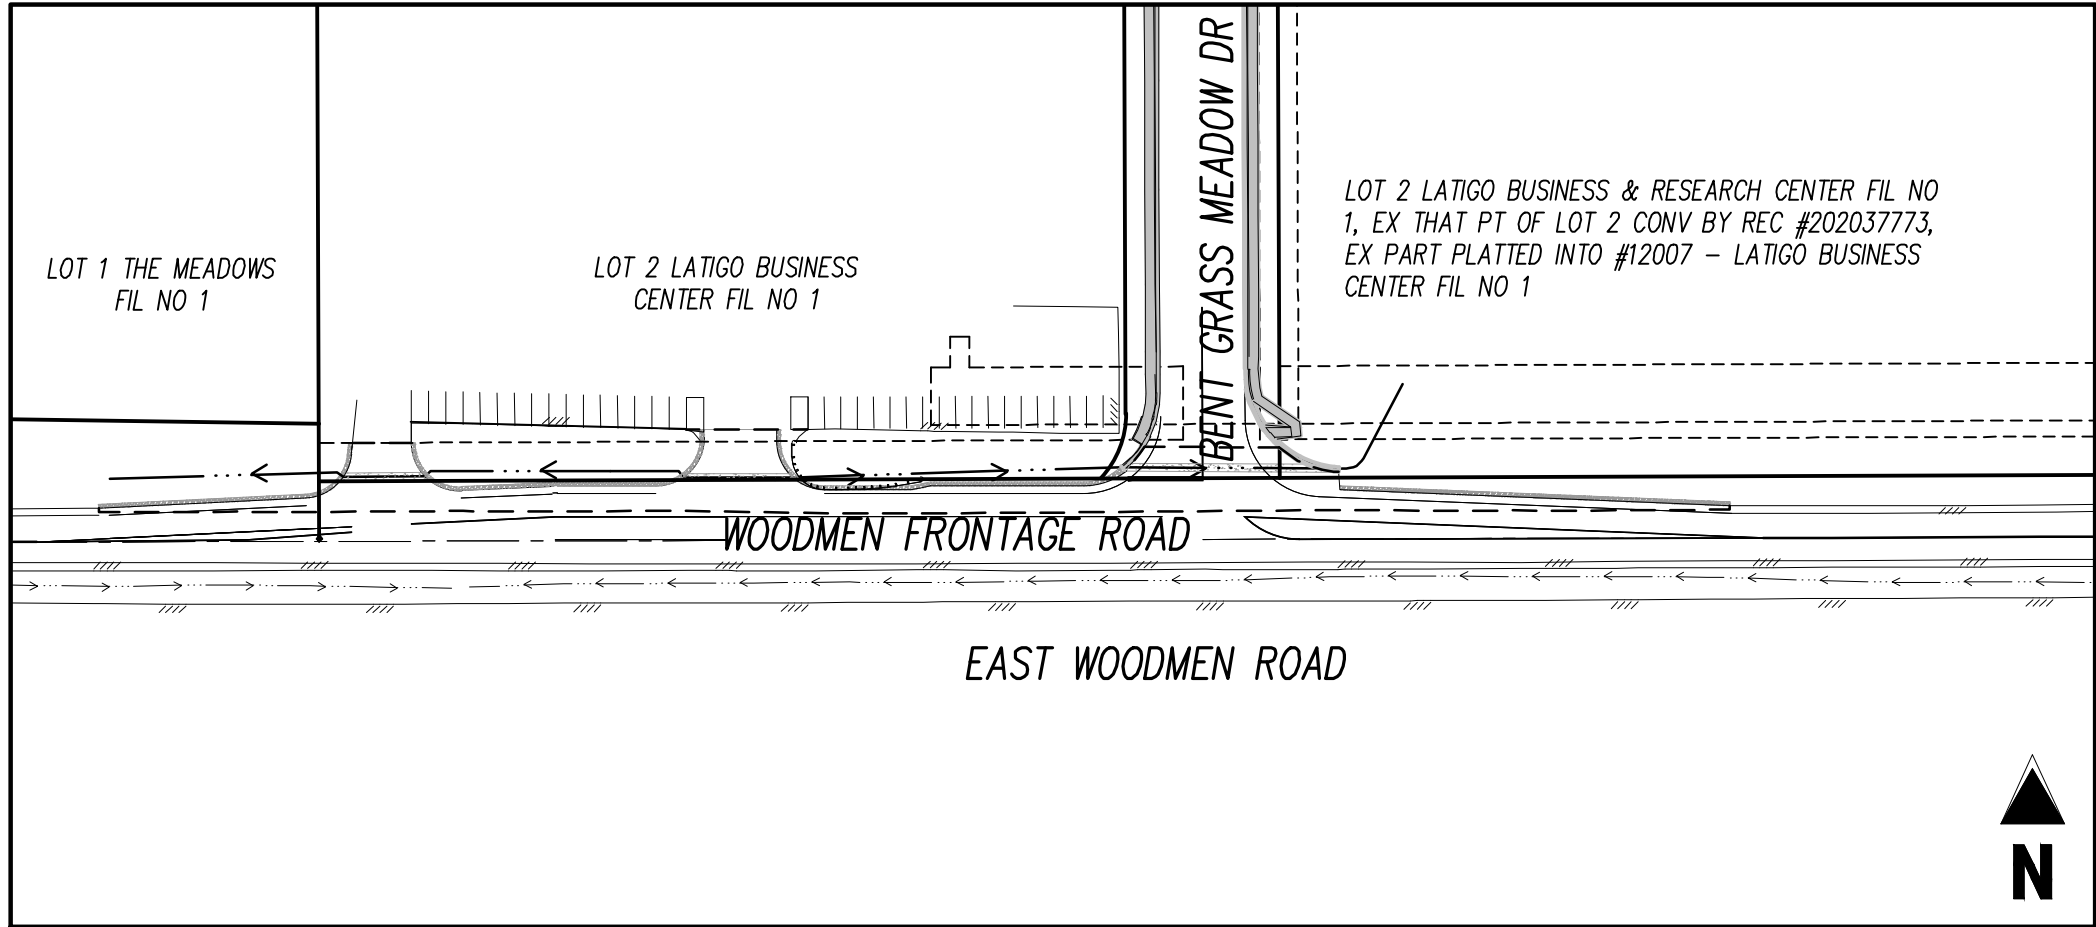 LOT 1 THE MEADOWS
FIL NO 1
LOT 2 LATIGO BUSINESS
CENTER FIL NO 1
BENT GRASS MEADOW DR
LOT 2 LATIGO BUSINESS & RESEARCH CENTER FIL NO
1, EX THAT PT OF LOT 2 CONV BY REC #202037773,
EX PART PLATTED INTO #12007 – LATIGO BUSINESS
CENTER FIL NO 1
WOODMEN FRONTAGE ROAD
EAST WOODMEN ROAD
N